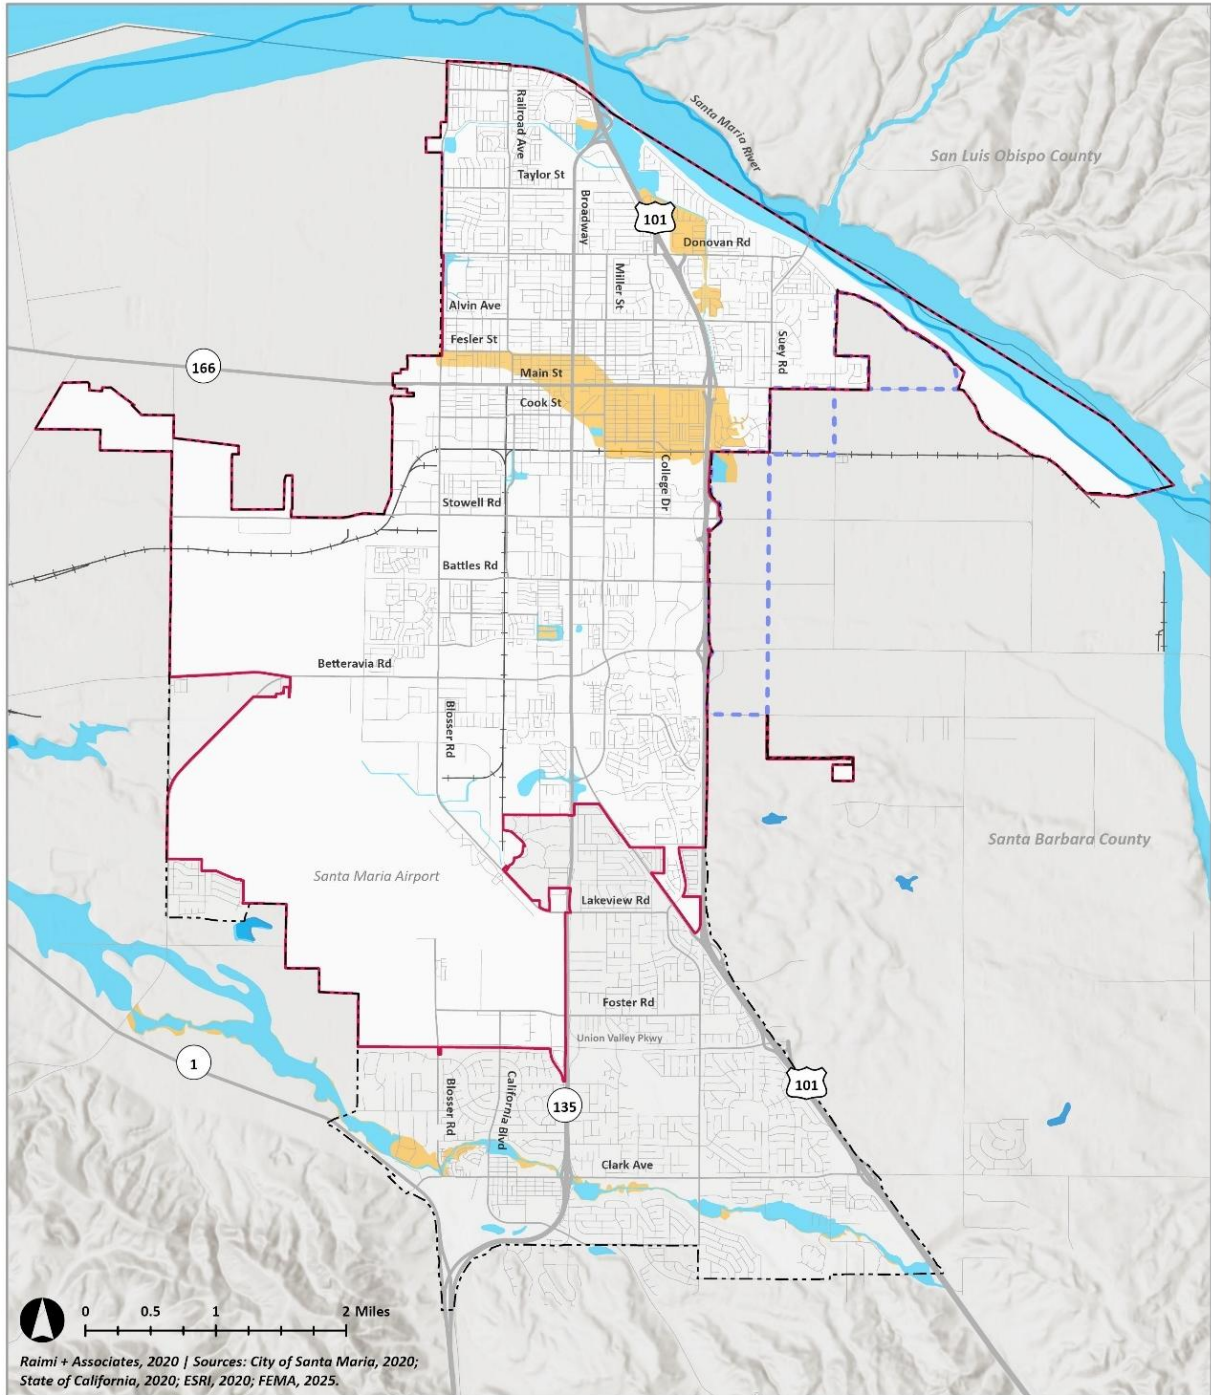 Santa Maria River
San Luis Obispo County
Railroad Ave
Taylor St
Broadway
101
Donovan Rd
Miller St
Alvin Ave
Suey Rd
Fesler St
166
Main St
Cook St
College Dr
Stowell Rd
Battles Rd
Betteravia Rd
Blosser Rd
Santa Barbara County
Santa Maria Airport
Lakeview Rd
Foster Rd
Union Valley Pkwy
1
101
Blosser Rd
California Blvd
135
Clark Ave
0 0.5 1 2 Miles
Raimi + Associates, 2020 | Sources: City of Santa Maria, 2020;
State of California, 2020; ESRI, 2020; FEMA, 2025.